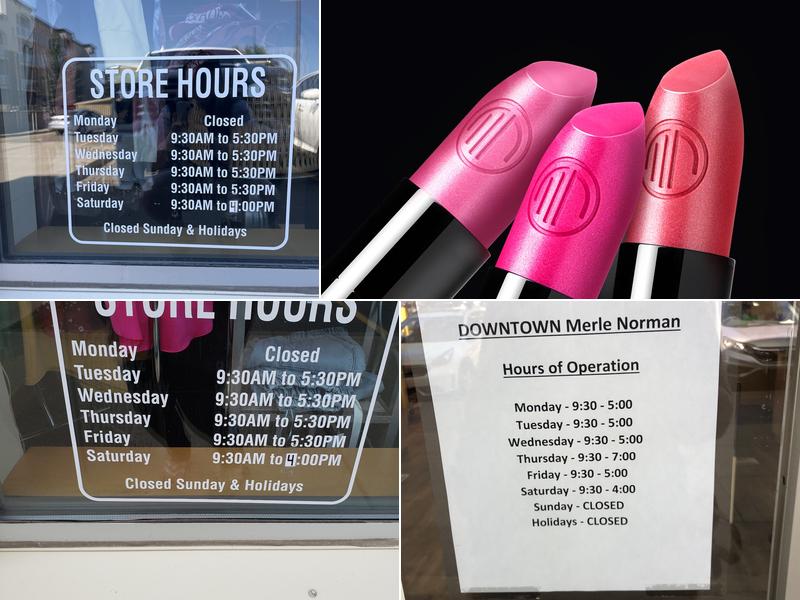 STORE HOURS
Monday Closed
Tuesday 9:30AM to 5:30PM
Wednesday 9:30AM to 5:30PM
Thursday 9:30AM to 5:30PM
Friday 9:30AM to 5:30PM
Saturday 9:30AM to 4:00PM
Closed Sunday & Holidays
STORE HOURS
Monday Closed
Tuesday 9:30AM to 5:30PM
Wednesday 9:30AM to 5:30PM
Thursday 9:30AM to 5:30PM
Friday 9:30AM to 5:30PM
Saturday 9:30AM to 4:00PM
Closed Sunday & Holidays
DOWNTOWN Merle Norman
Hours of Operation
Monday - 9:30 - 5:00
Tuesday - 9:30 - 5:00
Wednesday - 9:30 - 5:00
Thursday - 9:30 - 7:00
Friday - 9:30 - 5:00
Saturday - 9:30 - 4:00
Sunday - CLOSED
Holidays - CLOSED